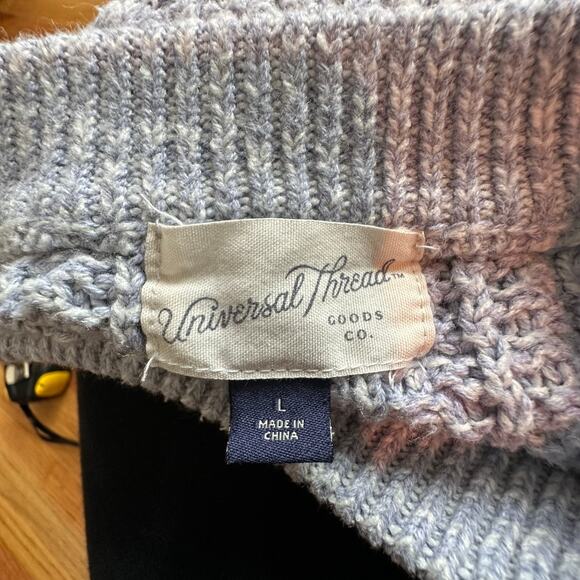 Universal Thread™
GOODS
CO.
L
MADE IN
CHINA